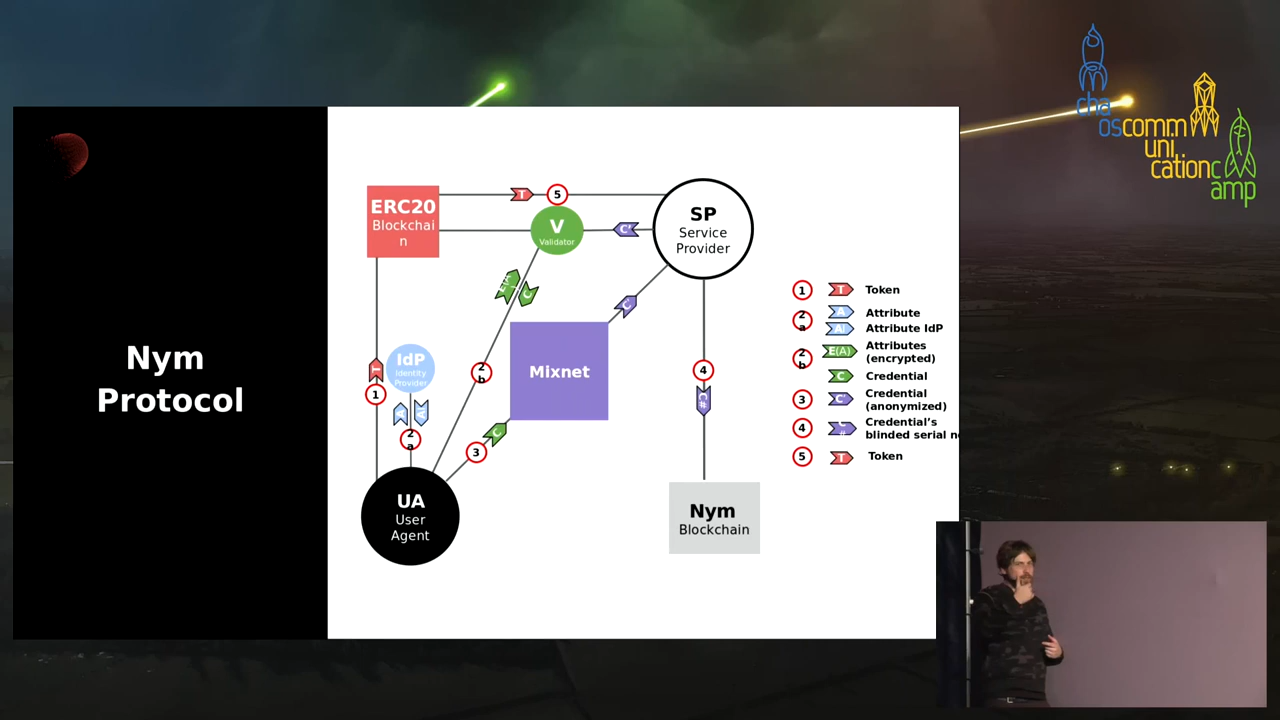 Nym
Protocol
ERC20
Blockchai
n
T
5
V
Validator
C'
SP
Service
Provider
E(A)
C
C'
Mixnet
IdP
Identity
Provider
T
1
A
AI
2
a
2
b
3
C
4
C#
UA
User
Agent
Nym
Blockchain
1
T
Token
2
a
A
Attribute
AI
Attribute IdP
2
b
E(A)
Attributes
(encrypted)
C
Credential
3
C'
Credential
(anonymized)
4
C
#
Credential's
blinded serial n
5
T
Token
cha
oscomm
uni
cationc
amp